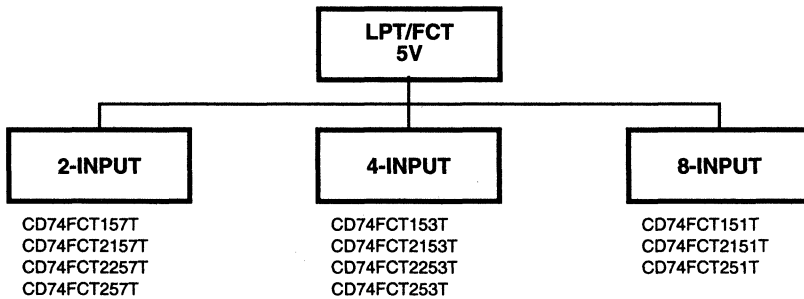 LPT/FCT
5V
2-INPUT
4-INPUT
8-INPUT
CD74FCT157T
CD74FCT2157T
CD74FCT2257T
CD74FCT257T
CD74FCT153T
CD74FCT2153T
CD74FCT2253T
CD74FCT253T
CD74FCT151T
CD74FCT2151T
CD74FCT251T